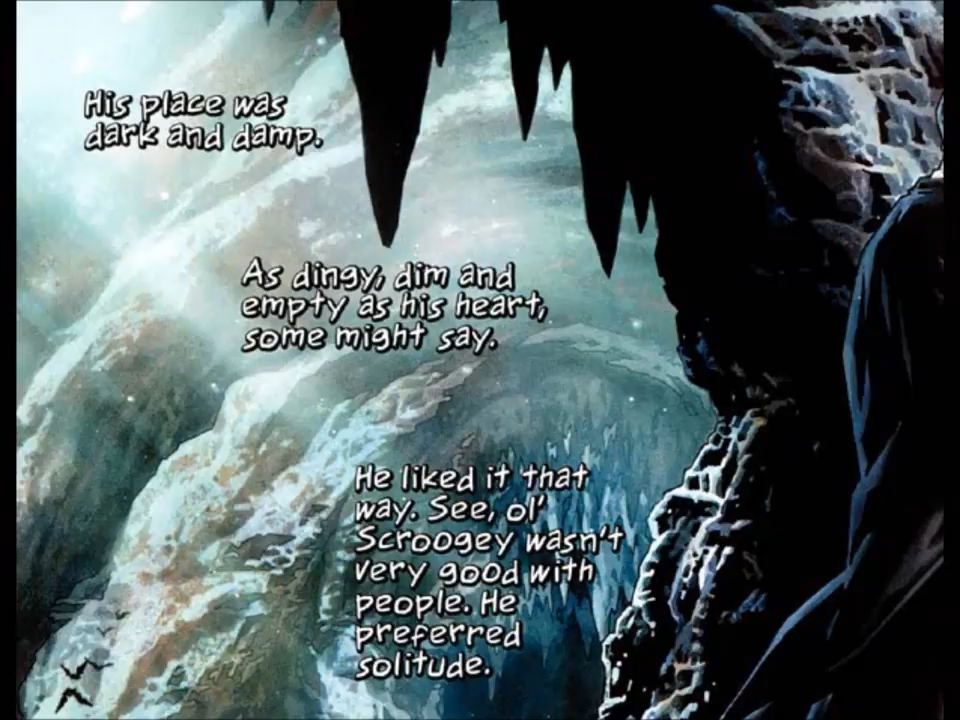 His place was
dark and damp.
As dingy, dim and
empty as his heart,
some might say.
He liked it that
way. See, ol'
Scroogey wasn't
very good with
people. He
preferred
solitude.